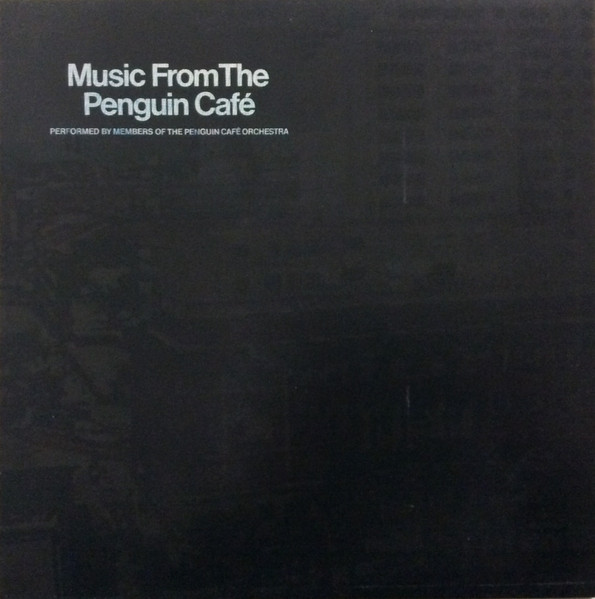 Music From The
Penguin Café
PERFORMED BY MEMBERS OF THE PENGUIN CAFÉ ORCHESTRA